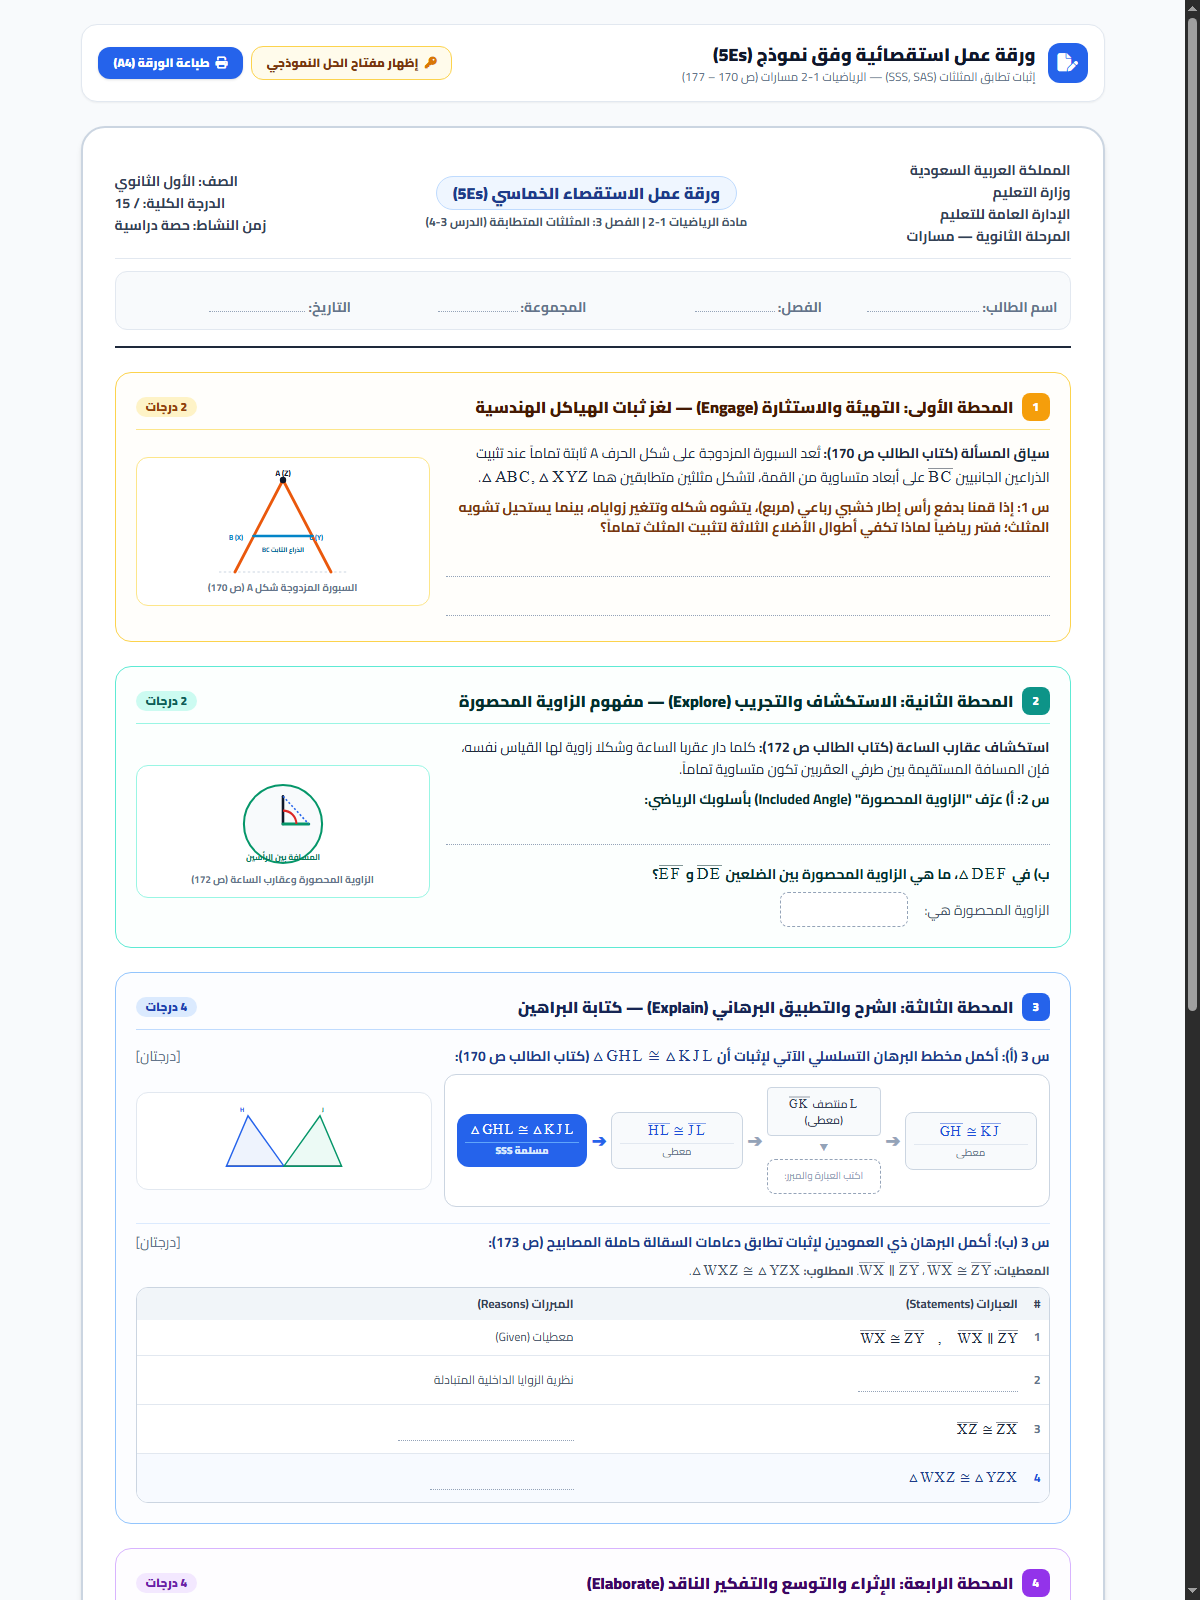 ورقة عمل استقصائية وفق نموذج (5Es)
إثبات تطابق المثلثات (SSS, SAS) — الرياضيات 1-2 مسارات (ص 170 – 177)
إظهار مفتاح الحل النموذجي
طباعة الورقة (A4)
المملكة العربية السعودية
وزارة التعليم
الإدارة العامة للتعليم
المرحلة الثانوية — مسارات
ورقة عمل الاستقصاء الخماسي (5Es)
مادة الرياضيات 1-2 | الفصل 3: المثلثات المتطابقة (الدرس 3-4)
الصف: الأول الثانوي
الدرجة الكلية: / 15
زمن النشاط: حصة دراسية
اسم الطالب:
الفصل:
المجموعة:
التاريخ:
1 المحطة الأولى: التهيئة والاستثارة (Engage) — لغز ثبات الهياكل الهندسية
2 درجات
سياق المسألة (كتاب الطالب ص 170): تُعد السبورة المزدوجة على شكل الحرف A ثابتة تماماً عند تثبيت
الذراعين الجانبيين BC على أبعاد متساوية من القمة، لتشكل مثلثين متطابقين هما △ABC, △XYZ.
س 1: إذا قمنا بدفع رأس إطار خشبي رباعي (مربع)، يتشوه شكله وتتغير زواياه، بينما يستحيل تشويه
المثلث؛ فسّر رياضياً لماذا تكفي أطوال الأضلاع الثلاثة لتثبيت المثلث تماماً؟
A (Z)
B (X)
(Y)
الذراع الثابت BC
السبورة المزدوجة شكل A (ص 170)
2 المحطة الثانية: الاستكشاف والتجريب (Explore) — مفهوم الزاوية المحصورة
2 درجات
استكشاف عقارب الساعة (كتاب الطالب ص 172): كلما دار عقربا الساعة وشكلا زاوية لها القياس نفسه،
فإن المسافة المستقيمة بين طرفي العقربين تكون متساوية تماماً.
س 2: أ) عرّف "الزاوية المحصورة" (Included Angle) بأسلوبك الرياضي:
ب) في △DEF، ما هي الزاوية المحصورة بين الضلعين DE و EF؟
الزاوية المحصورة هي:
المسافة بين الرأسين
الزاوية المحصورة وعقارب الساعة (ص 172)
3 المحطة الثالثة: الشرح والتطبيق البرهاني (Explain) — كتابة البراهين
4 درجات
س 3 (أ): أكمل مخطط البرهان التسلسلي الآتي لإثبات أن △GHL ≅ △KJL (كتاب الطالب ص 170):
[درجتان]
GH ≅ KJ
معطى
L منتصف GK
(معطى)
▼
اكتب العبارة والمبرر:
HL ≅ JL
معطى
△GHL ≅ △KJL
مسلمة SSS
H
J
س 3 (ب): أكمل البرهان ذي العمودين لإثبات تطابق دعامات السقالة حاملة المصابيح (ص 173):
[درجتان]
المعطيات: WX ∥ ZY ، WX ≅ ZY. المطلوب: △WXZ ≅ △YZX.
# العبارات (Statements) المبررات (Reasons)
1 WX ≅ ZY , WX ∥ ZY معطيات (Given)
2 نظرية الزوايا الداخلية المتبادلة
3 XZ ≅ ZX
4 △WXZ ≅ △YZX
4 المحطة الرابعة: الإثراء والتوسع والتفكير الناقد (Elaborate)
4 درجات